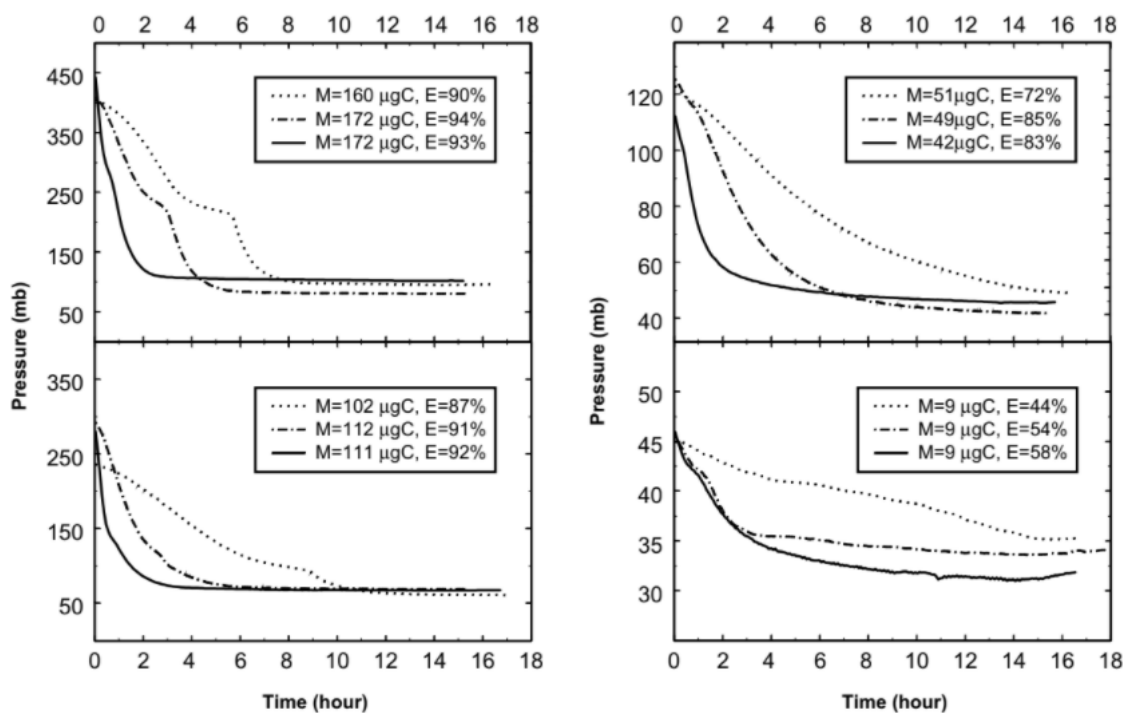 0 2 4 6 8 10 12 14 16 18
450
350
250
150
50
M=160 µgC, E=90%
M=172 µgC, E=94%
M=172 µgC, E=93%
0 2 4 6 8 10 12 14 16 18
120
100
80
60
40
M=51µgC, E=72%
M=49µgC, E=85%
M=42µgC, E=83%
Pressure (mb)
Pressure (mb)
350
250
150
50
M=102 µgC, E=87%
M=112 µgC, E=91%
M=111 µgC, E=92%
0 2 4 6 8 10 12 14 16 18
Time (hour)
50
45
40
35
30
M=9 µgC, E=44%
M=9 µgC, E=54%
M=9 µgC, E=58%
0 2 4 6 8 10 12 14 16 18
Time (hour)